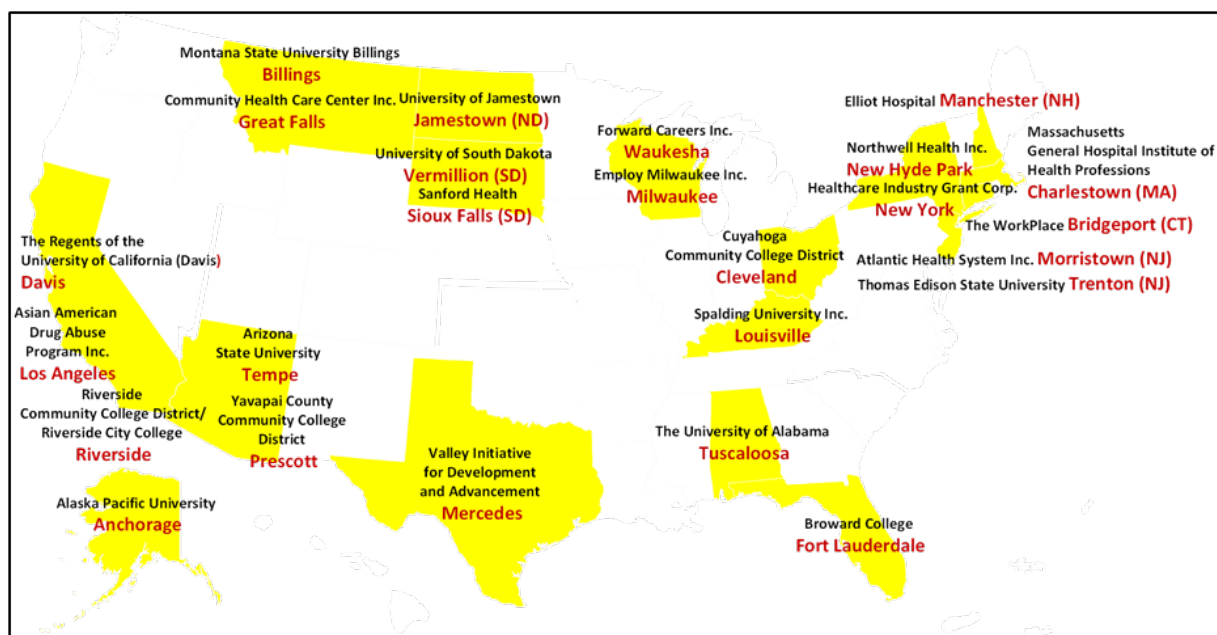 Montana State University Billings
Billings
Community Health Care Center Inc.
Great Falls
University of Jamestown
Jamestown (ND)
University of South Dakota
Vermillion (SD)
Sanford Health
Sioux Falls (SD)
Forward Careers Inc.
Waukesha
Employ Milwaukee Inc.
Milwaukee
Elliot Hospital Manchester (NH)
Northwell Health Inc.
New Hyde Park
Healthcare Industry Grant Corp.
New York
Massachusetts
General Hospital Institute of
Health Professions
Charlestown (MA)
The WorkPlace Bridgeport (CT)
Atlantic Health System Inc. Morristown (NJ)
Thomas Edison State University Trenton (NJ)
Cuyahoga
Community College District
Cleveland
Spalding University Inc.
Louisville
The Regents of the
University of California (Davis)
Davis
Asian American
Drug Abuse
Program Inc.
Los Angeles
Riverside
Community College District/
Riverside City College
Riverside
Arizona
State University
Tempe
Yavapai County
Community College
District
Prescott
Valley Initiative
for Development
and Advancement
Mercedes
The University of Alabama
Tuscaloosa
Broward College
Fort Lauderdale
Alaska Pacific University
Anchorage